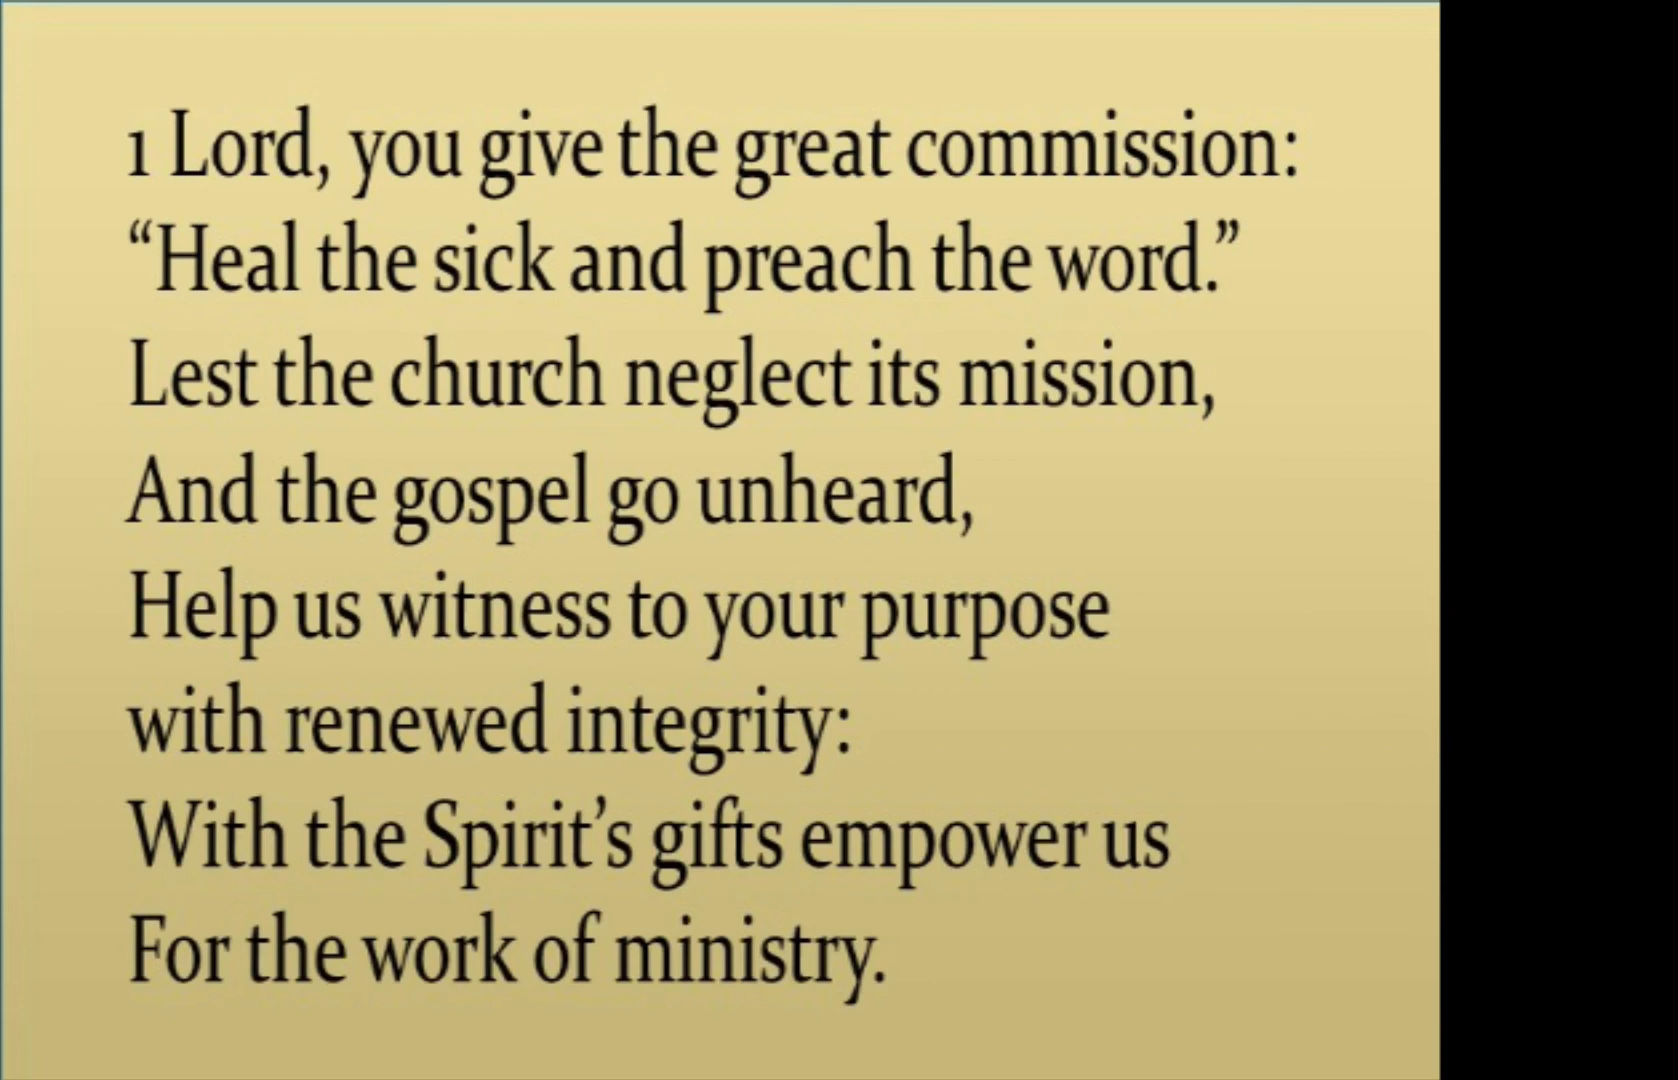 1 Lord, you give the great commission:
“Heal the sick and preach the word.”
Lest the church neglect its mission,
And the gospel go unheard,
Help us witness to your purpose
with renewed integrity:
With the Spirit’s gifts empower us
For the work of ministry.